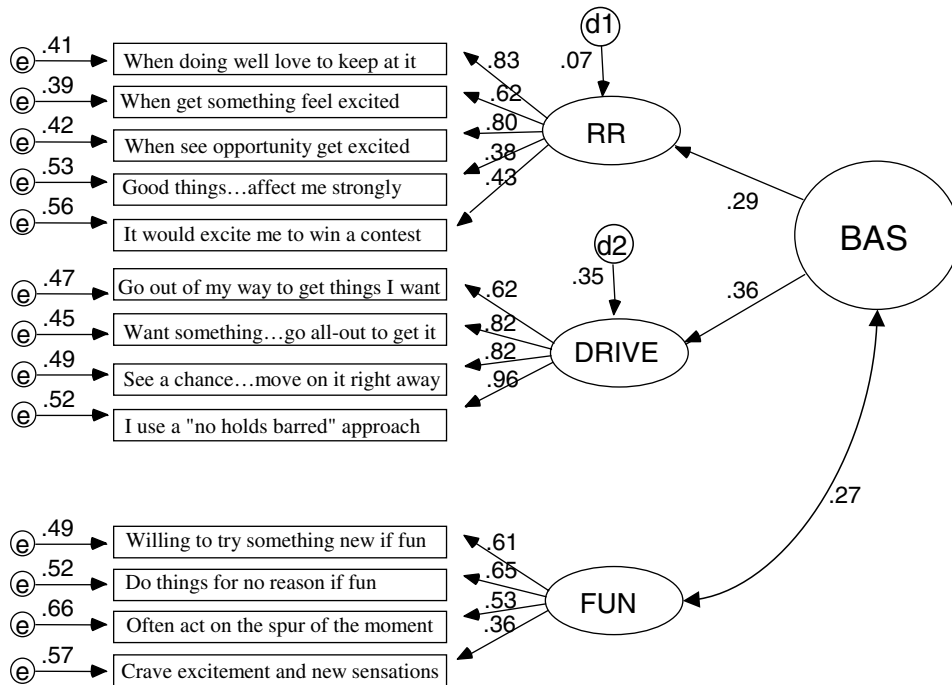 d1
.41
e
When doing well love to keep at it
.83
.07
.39
e
When get something feel excited
.62
RR
.42
e
When see opportunity get excited
.80
.53
e
Good things…affect me strongly
.38
.56
e
It would excite me to win a contest
.43
.29
BAS
d2
.47
e
Go out of my way to get things I want
.62
.35
.36
.45
e
Want something…go all-out to get it
.82
DRIVE
.49
e
See a chance…move on it right away
.82
.52
e
I use a "no holds barred" approach
.96
.27
.49
e
Willing to try something new if fun
.61
.52
e
Do things for no reason if fun
.65
FUN
.66
e
Often act on the spur of the moment
.53
.57
e
Crave excitement and new sensations
.36